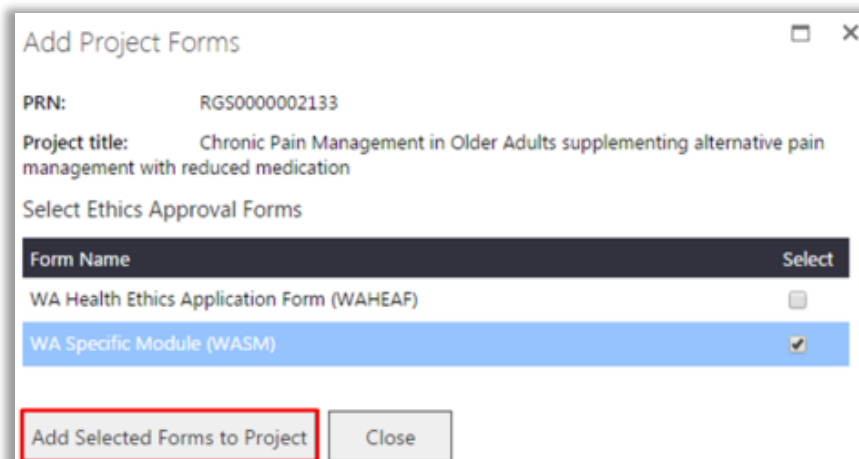 Add Project Forms
PRN: RGS0000002133
Project title: Chronic Pain Management in Older Adults supplementing alternative pain
management with reduced medication
Select Ethics Approval Forms
Form Name Select
WA Health Ethics Application Form (WAHEAF)
WA Specific Module (WASM)
Add Selected Forms to Project Close